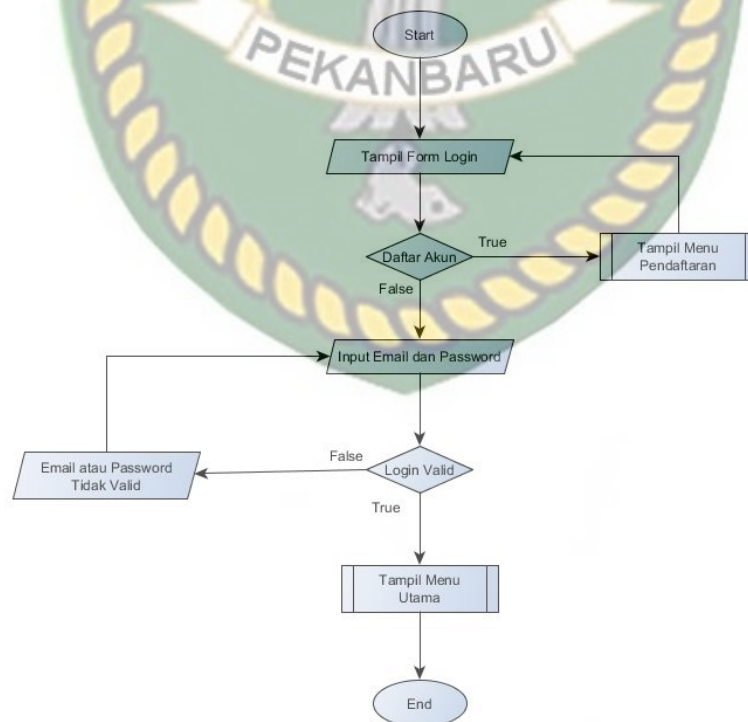 Start
PEKANBARU
Tampil Form Login
True
Daftar Akun
Tampil Menu
Pendaftaran
False
Input Email dan Password
False
Email atau Password
Tidak Valid
Login Valid
True
Tampil Menu
Utama
End